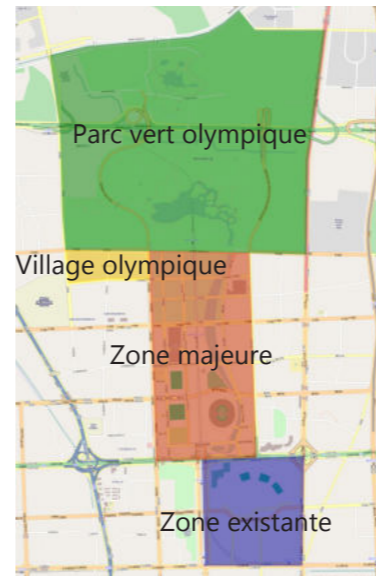 Parc vert olympique
Village olympique
Zone majeure
Zone existante